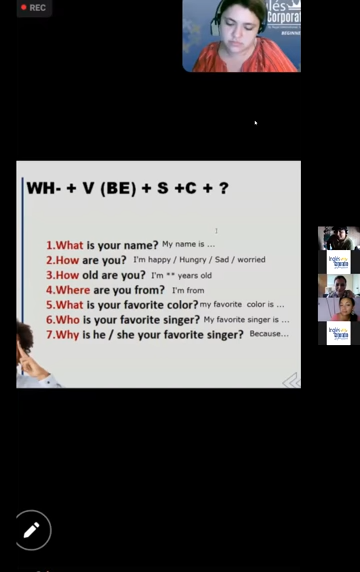 REC
lés
Corporat
BEGINNER
WH- + V (BE) + S +C + ?
1.What is your name? My name is ...
2.How are you? I'm happy / Hungry / Sad / worried
3.How old are you? I'm ** years old
4.Where are you from? I'm from
5.What is your favorite color? my favorite color is ...
6.Who is your favorite singer? My favorite singer is ...
7.Why is he / she your favorite singer? Because...